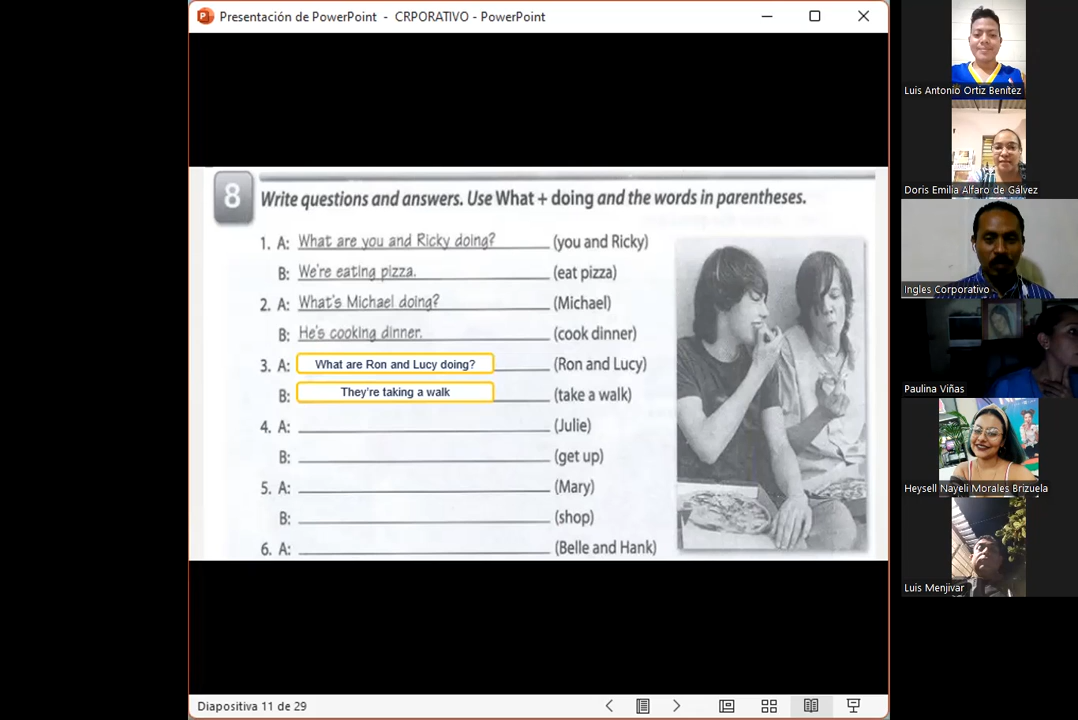 Presentación de PowerPoint - CRPORATIVO - PowerPoint
8
Write questions and answers. Use What + doing and the words in parentheses.
1. A: What are you and Ricky doing? (you and Ricky)
B: We're eating pizza. (eat pizza)
2. A: What's Michael doing? (Michael)
B: He's cooking dinner. (cook dinner)
3. A: What are Ron and Lucy doing? (Ron and Lucy)
B: They're taking a walk (take a walk)
4. A: (Julie)
B: (get up)
5. A: (Mary)
B: (shop)
6. A: (Belle and Hank)
Diapositiva 11 de 29
Luis Antonio Ortiz Benítez
Doris Emilia Alfaro de Gálvez
Ingles Corporativo
Paulina Viñas
Heysell Nayeli Morales Brizuela
Luis Menjivar